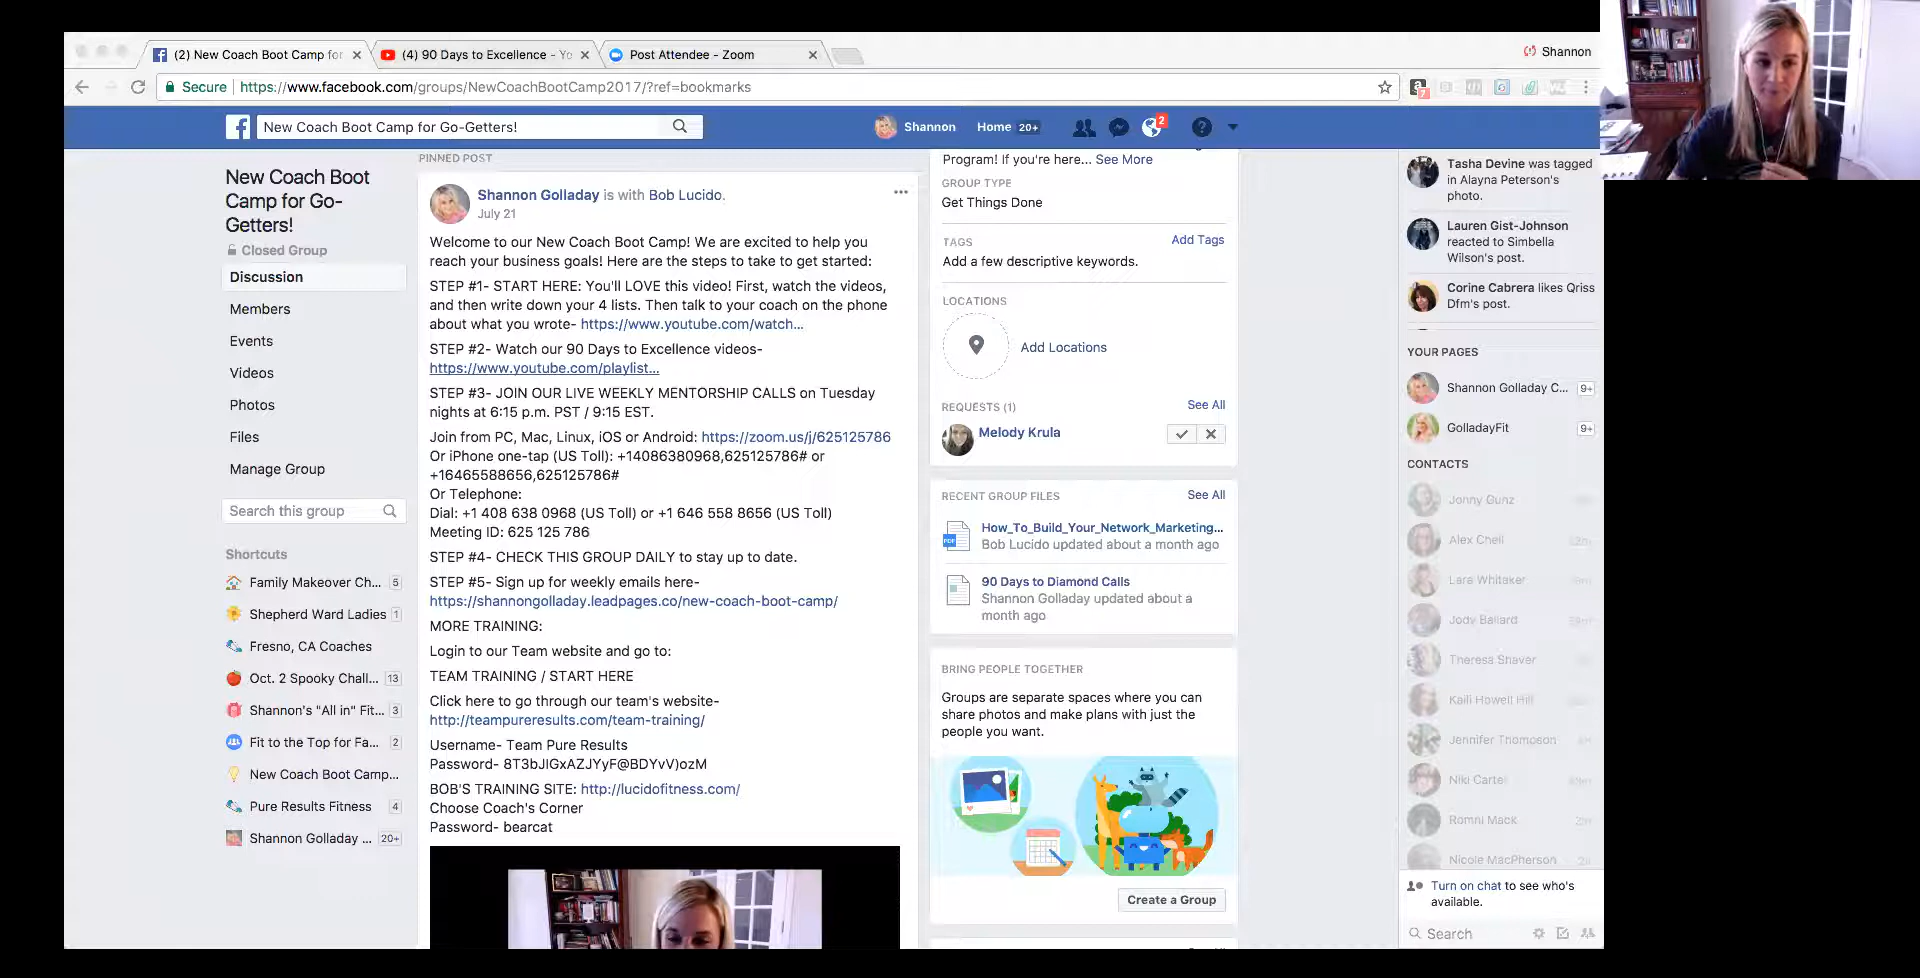 (2) New Coach Boot Camp for
(4) 90 Days to Excellence - Yo
Post Attendee - Zoom
Shannon
Secure
https://www.facebook.com/groups/NewCoachBootCamp2017/?ref=bookmarks
New Coach Boot Camp for Go-Getters!
Shannon
Home 20+
2
New Coach Boot
Camp for Go-
Getters!
Closed Group
Discussion
Members
Events
Videos
Photos
Files
Manage Group
Search this group
Shortcuts
Family Makeover Ch... 5
Shepherd Ward Ladies 1
Fresno, CA Coaches
Oct. 2 Spooky Chall... 13
Shannon's "All in" Fit... 3
Fit to the Top for Fa... 2
New Coach Boot Camp...
Pure Results Fitness 4
Shannon Golladay ... 20+
PINNED POST
Shannon Golladay is with Bob Lucido.
July 21
Welcome to our New Coach Boot Camp! We are excited to help you
reach your business goals! Here are the steps to take to get started:
STEP #1- START HERE: You'll LOVE this video! First, watch the videos,
and then write down your 4 lists. Then talk to your coach on the phone
about what you wrote- https://www.youtube.com/watch...
STEP #2- Watch our 90 Days to Excellence videos-
https://www.youtube.com/playlist...
STEP #3- JOIN OUR LIVE WEEKLY MENTORSHIP CALLS on Tuesday
nights at 6:15 p.m. PST / 9:15 EST.
Join from PC, Mac, Linux, iOS or Android: https://zoom.us/j/625125786
Or iPhone one-tap (US Toll): +14086380968,625125786# or
+16465588656,625125786#
Or Telephone:
Dial: +1 408 638 0968 (US Toll) or +1 646 558 8656 (US Toll)
Meeting ID: 625 125 786
STEP #4- CHECK THIS GROUP DAILY to stay up to date.
STEP #5- Sign up for weekly emails here-
https://shannongolladay.leadpages.co/new-coach-boot-camp/
MORE TRAINING:
Login to our Team website and go to:
TEAM TRAINING / START HERE
Click here to go through our team's website-
http://teampureresults.com/team-training/
Username- Team Pure Results
Password- 8T3bJIGxAZJYyF@BDYvV)ozM
BOB'S TRAINING SITE: http://lucidofitness.com/
Choose Coach's Corner
Password- bearcat
Program! If you're here... See More
GROUP TYPE
Get Things Done
TAGS
Add Tags
Add a few descriptive keywords.
LOCATIONS
Add Locations
REQUESTS (1)
See All
Melody Krula
RECENT GROUP FILES
See All
How_To_Build_Your_Network_Marketing...
Bob Lucido updated about a month ago
90 Days to Diamond Calls
Shannon Golladay updated about a
month ago
BRING PEOPLE TOGETHER
Groups are separate spaces where you can
share photos and make plans with just the
people you want.
Create a Group
Tasha Devine was tagged
in Alayna Peterson's
photo.
Lauren Gist-Johnson
reacted to Simbella
Wilson's post.
Corine Cabrera likes Qriss
Dfm's post.
YOUR PAGES
Shannon Golladay C... 9+
GolladayFit 9+
CONTACTS
Jonny Gunz
Alex Chell
Lara Whitaker
Jody Ballard
Theresa Shaver
Kaili Howell Hill
Jennifer Thompson
Niki Carter
Romni Mack
Nicole MacPherson
Turn on chat to see who's
available.
Search